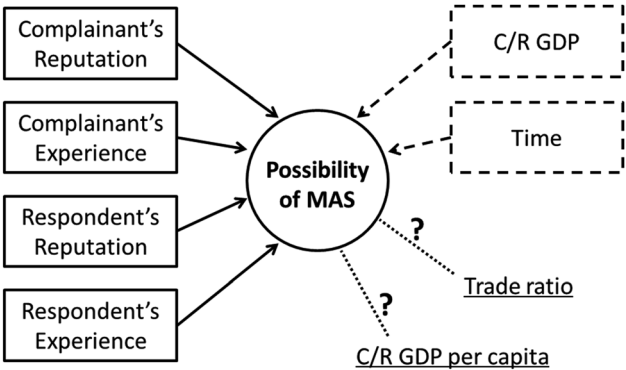 Complainant's
Reputation
Complainant's
Experience
Respondent's
Reputation
Respondent's
Experience
Possibility
of MAS
C/R GDP
Time
?
Trade ratio
?
C/R GDP per capita